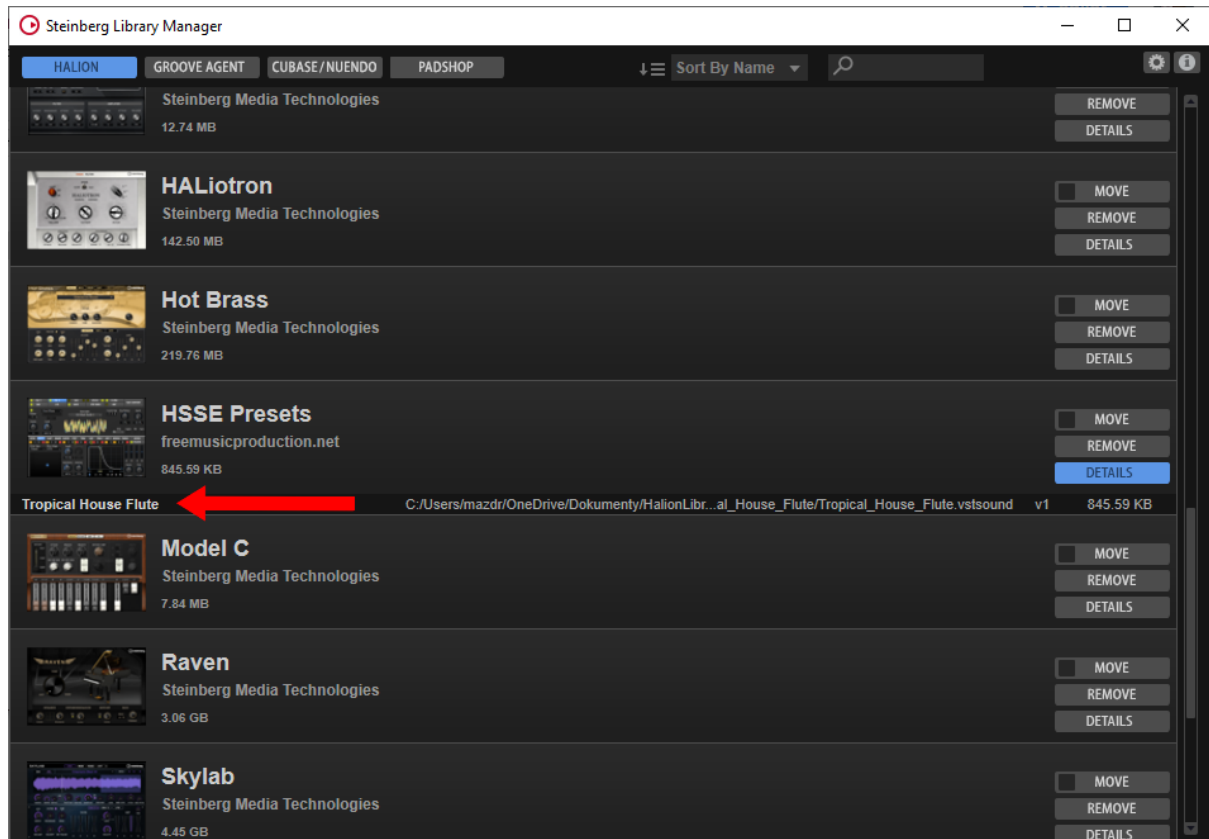 Steinberg Library Manager
HALION GROOVE AGENT CUBASE/NUENDO PADSHOP Sort By Name
Steinberg Media Technologies
12.74 MB
REMOVE
DETAILS
HALiotron
Steinberg Media Technologies
142.50 MB
MOVE
REMOVE
DETAILS
Hot Brass
Steinberg Media Technologies
219.76 MB
MOVE
REMOVE
DETAILS
HSSE Presets
freemusicproduction.net
845.59 KB
MOVE
REMOVE
DETAILS
Tropical House Flute C:/Users/mazdr/OneDrive/Dokumenty/HalionLibr...al_House_Flute/Tropical_House_Flute.vstsound v1 845.59 KB
Model C
Steinberg Media Technologies
7.84 MB
MOVE
REMOVE
DETAILS
Raven
Steinberg Media Technologies
3.06 GB
MOVE
REMOVE
DETAILS
Skylab
Steinberg Media Technologies
4.45 GB
MOVE
REMOVE
DETAILS